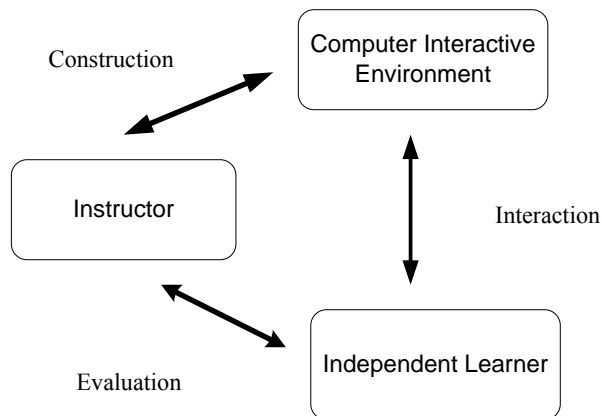 Computer Interactive
Environment
Construction
Instructor
Interaction
Independent Learner
Evaluation